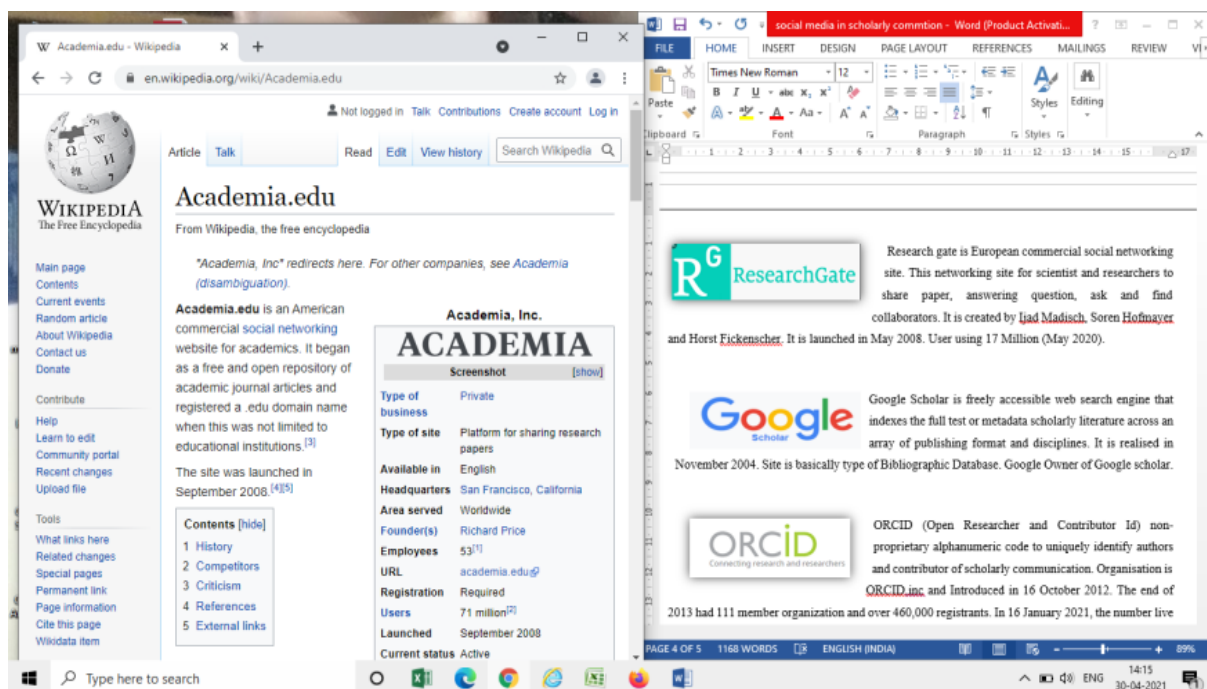 Academia.edu - Wikipedia
en.wikipedia.org/wiki/Academia.edu
Not logged in Talk Contributions Create account Log in
Article Talk Read Edit View history Search Wikipedia
WIKIPEDIA
The Free Encyclopedia
Main page
Contents
Current events
Random article
About Wikipedia
Contact us
Donate
Contribute
Help
Learn to edit
Community portal
Recent changes
Upload file
Tools
What links here
Related changes
Special pages
Permanent link
Page information
Cite this page
Wikidata item
Academia.edu
From Wikipedia, the free encyclopedia
"Academia, Inc" redirects here. For other companies, see Academia
(disambiguation).
Academia.edu is an American
commercial social networking
website for academics. It began
as a free and open repository of
academic journal articles and
registered a .edu domain name
when this was not limited to
educational institutions.[3]
The site was launched in
September 2008.[4][5]
Contents [hide]
1 History
2 Competitors
3 Criticism
4 References
5 External links
Academia, Inc.
ACADEMIA
Screenshot [show]
Type of business Private
Type of site Platform for sharing research papers
Available in English
Headquarters San Francisco, California
Area served Worldwide
Founder(s) Richard Price
Employees 53[1]
URL academia.edu
Registration Required
Users 71 million[2]
Launched September 2008
Current status Active
social media in scholarly commtion - Word (Product Activati...
FILE HOME INSERT DESIGN PAGE LAYOUT REFERENCES MAILINGS REVIEW
Times New Roman 12
Paste
Styles Editing
Clipboard Font Paragraph Styles
1 2 3 4 5 6 7 8 9 10 11 12 13 14 15 17
RG ResearchGate
Research gate is European commercial social networking
site. This networking site for scientist and researchers to
share paper, answering question, ask and find
collaborators. It is created by Ijad Madisch, Soren Hofmayer
and Horst Fickenscher. It is launched in May 2008. User using 17 Million (May 2020).
Google
Scholar
Google Scholar is freely accessible web search engine that
indexes the full test or metadata scholarly literature across an
array of publishing format and disciplines. It is realised in
November 2004. Site is basically type of Bibliographic Database. Google Owner of Google scholar.
ORCID
Connecting research and researchers
ORCID (Open Researcher and Contributor Id) non-
proprietary alphanumeric code to uniquely identify authors
and contributor of scholarly communication. Organisation is
ORCID.inc and Introduced in 16 October 2012. The end of
2013 had 111 member organization and over 460,000 registrants. In 16 January 2021, the number live
PAGE 4 OF 5 1168 WORDS ENGLISH (INDIA) 89%
Type here to search
ENG
14:15
30-04-2021